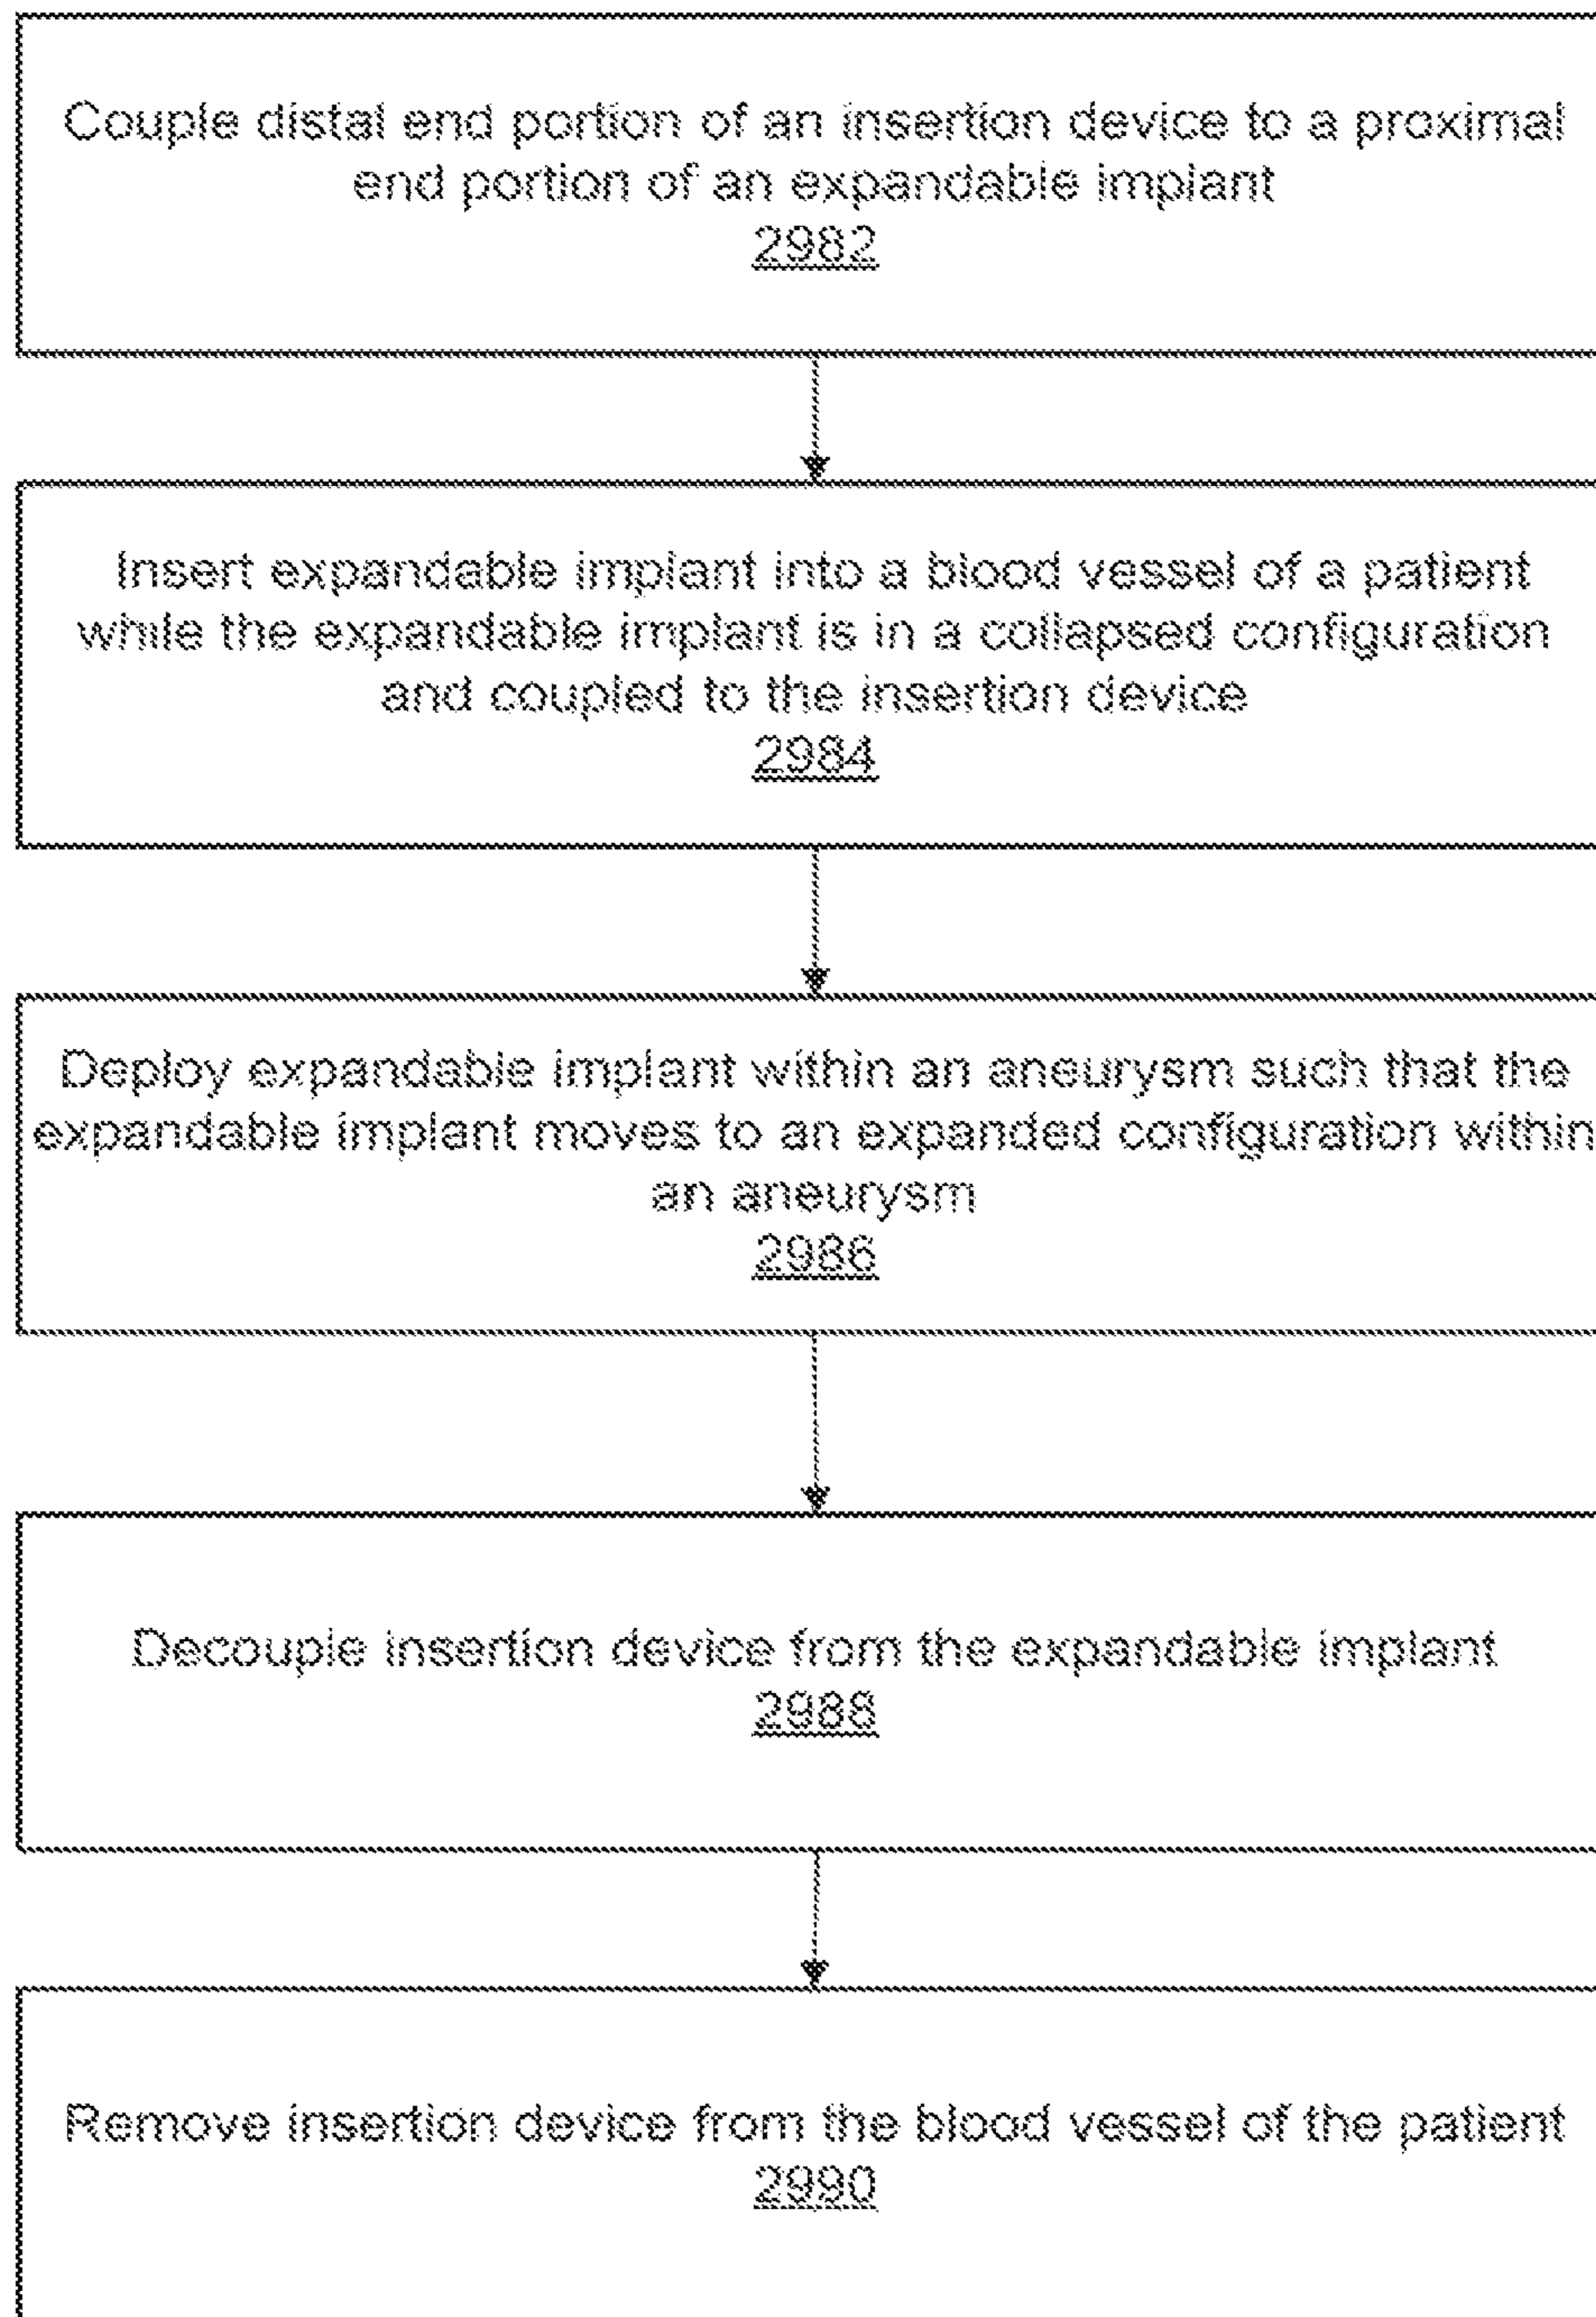 Couple distal end portion of an insertion device to a proximal
end portion of an expandable implant
2982
Insert expandable implant into a blood vessel of a patient
while the expandable implant is in a collapsed configuration
and coupled to the insertion device
2984
Deploy expandable implant within an aneurysm such that the
expandable implant moves to an expanded configuration within
an aneurysm
2986
Decouple insertion device from the expandable implant
2988
Remove insertion device from the blood vessel of the patient
2990